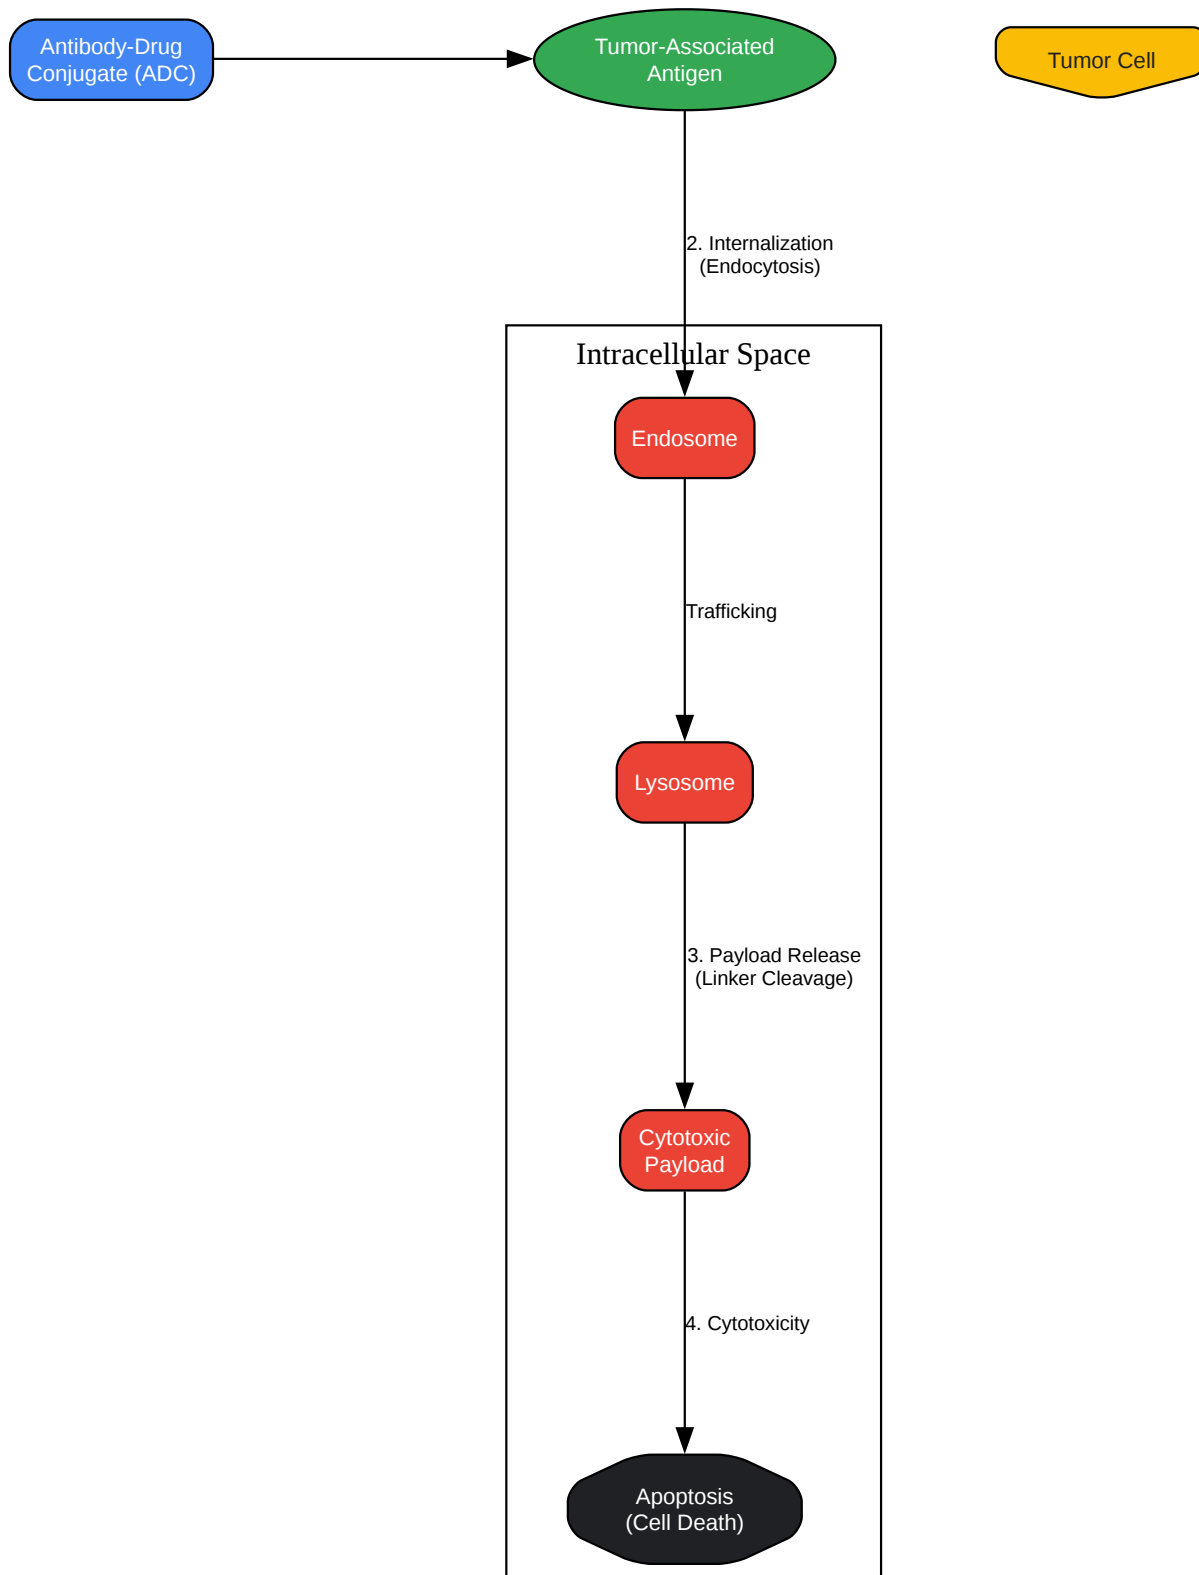 Antibody-Drug
Conjugate (ADC)
Tumor-Associated
Antigen
Tumor Cell
2. Internalization
(Endocytosis)
Intracellular Space
Endosome
Trafficking
Lysosome
3. Payload Release
(Linker Cleavage)
Cytotoxic
Payload
4. Cytotoxicity
Apoptosis
(Cell Death)